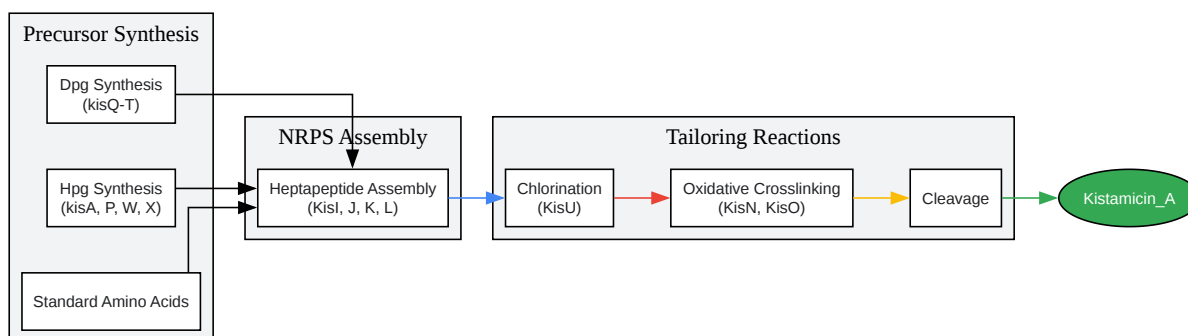 Precursor Synthesis
Dpg Synthesis
(kisQ-T)
Hpg Synthesis
(kisA, P, W, X)
Standard Amino Acids
NRPS Assembly
Heptapeptide Assembly
(KisI, J, K, L)
Tailoring Reactions
Chlorination
(KisU)
Oxidative Crosslinking
(KisN, KisO)
Cleavage
Kistamicin_A